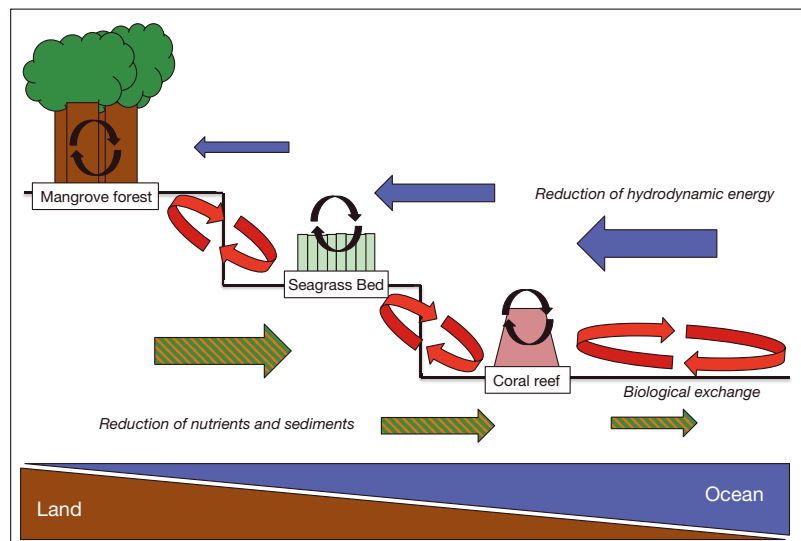 Mangrove forest
Reduction of hydrodynamic energy
Seagrass Bed
Coral reef
Biological exchange
Reduction of nutrients and sediments
Land
Ocean